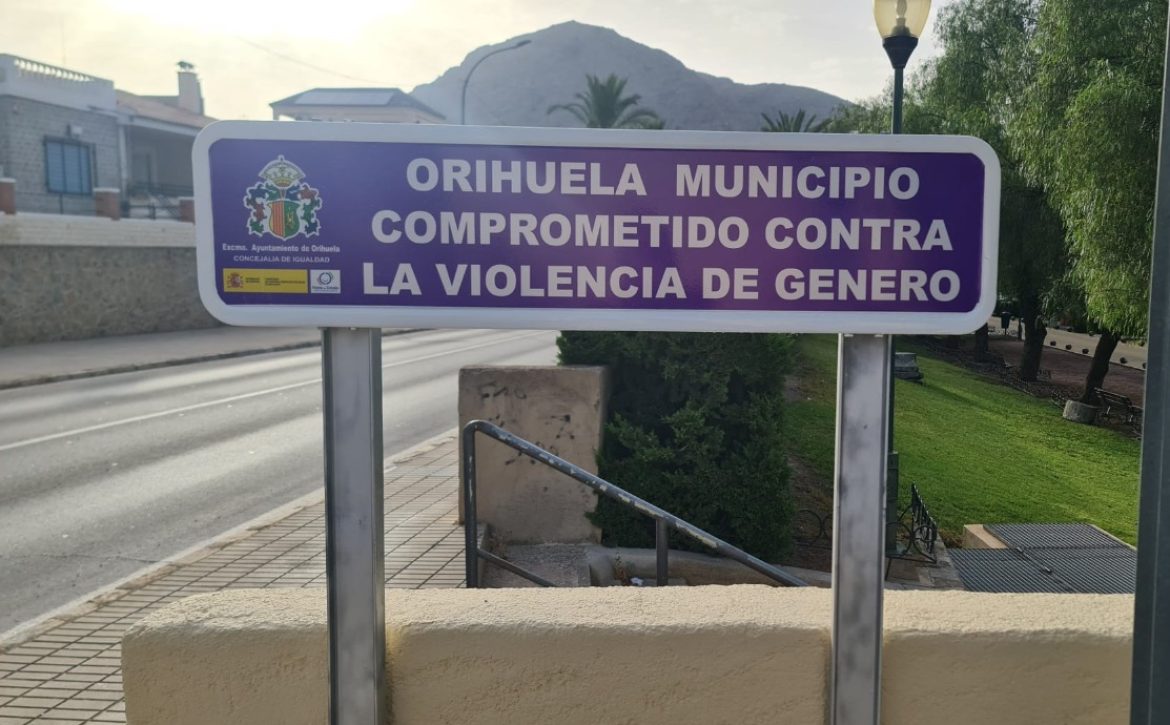 ORIHUELA MUNICIPIO
COMPROMETIDO CONTRA
LA VIOLENCIA DE GENERO
Excmo. Ayuntamiento de Orihuela
CONCEJALIA DE IGUALDAD